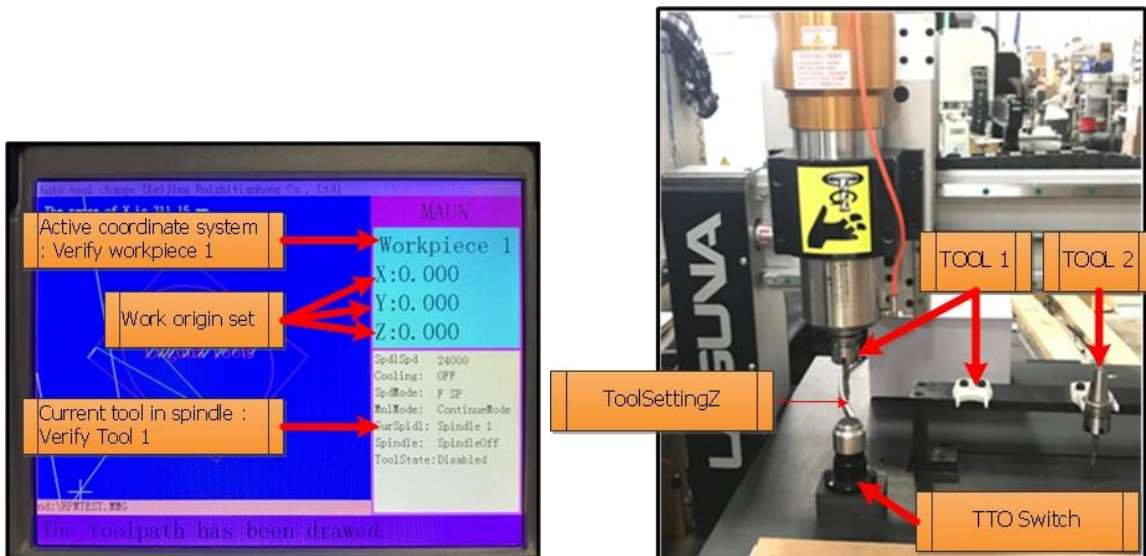 Auto tool change [Beijing Ruizhitianhong Co., Ltd]
The range of X is 311.15 mm
MAUN
Active coordinate system
: Verify workpiece 1
Workpiece 1
X:0.000
Y:0.000
Z:0.000
Work origin set
SpdlSpd 24000
Cooling: OFF
SpdMode: F SP
MnlMode: ContinueMode
CurSpidl: Spindle 1
Spindle: SpindleOff
ToolState:Disabled
Current tool in spindle :
Verify Tool 1
nd:\RPMTEST.MMG
The toolpath has been drawed.
TOOL 1
TOOL 2
ToolSettingZ
TTO Switch
LAGUNA